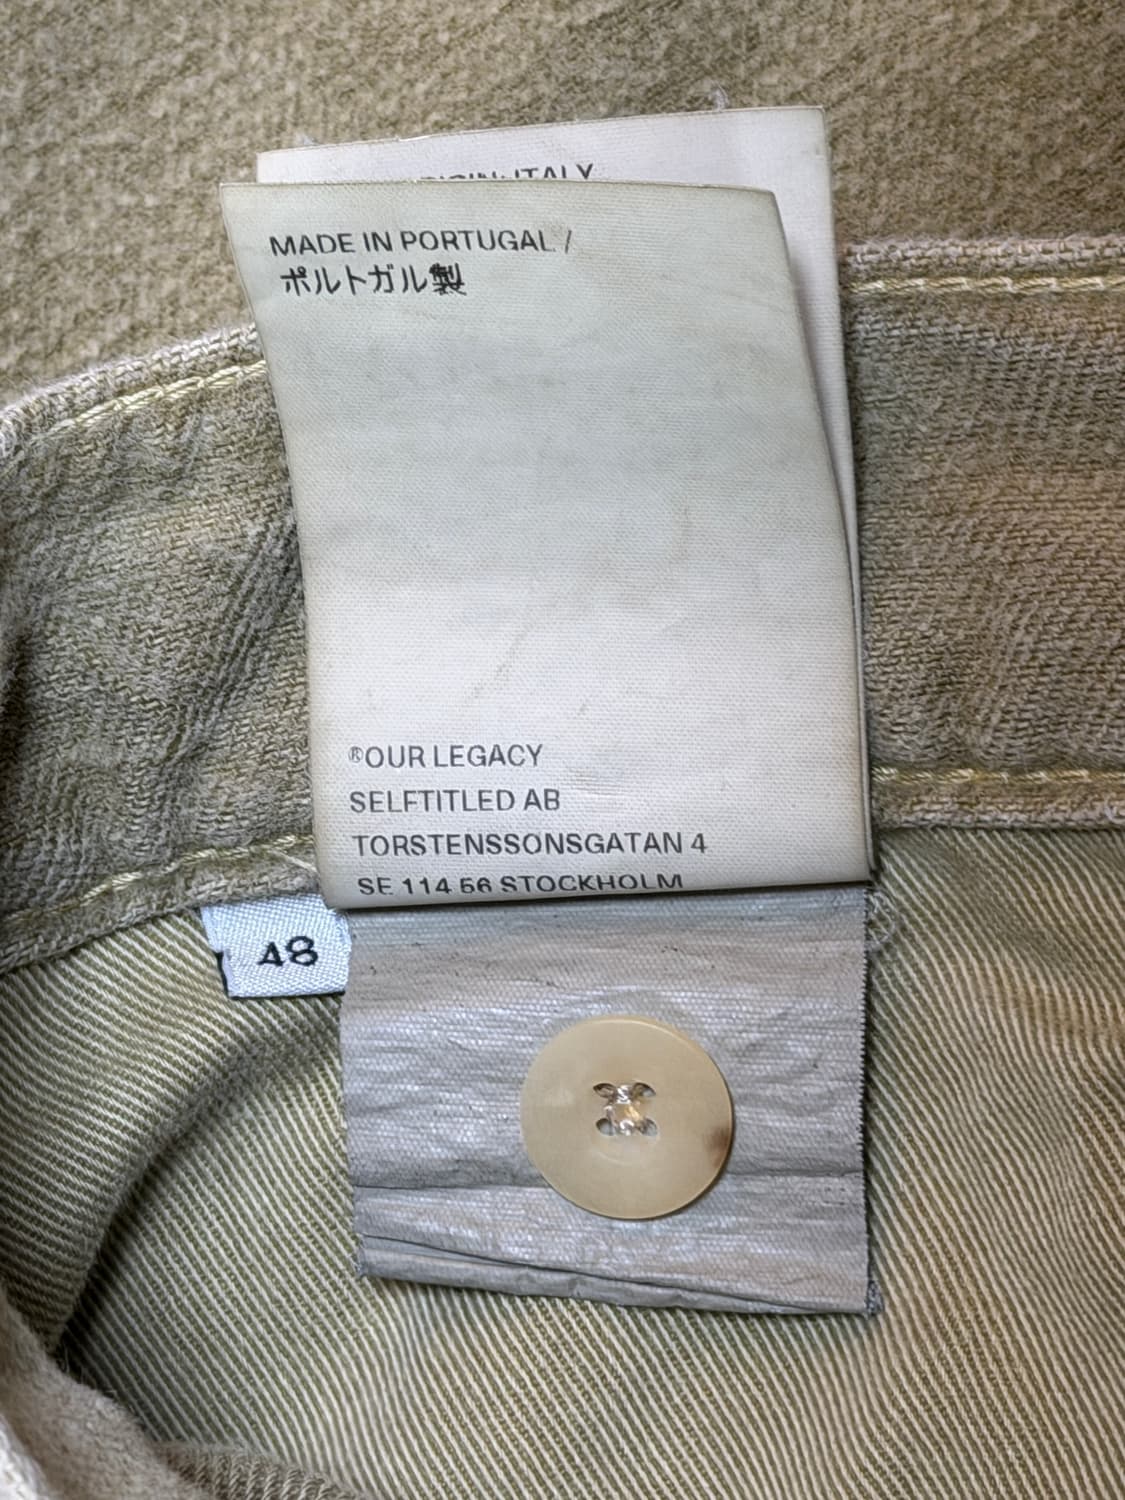 ITALY
MADE IN PORTUGAL /
ポルトガル製
®OUR LEGACY
SELFTITLED AB
TORSTENSSONSGATAN 4
SE 114 56 STOCKHOLM
48